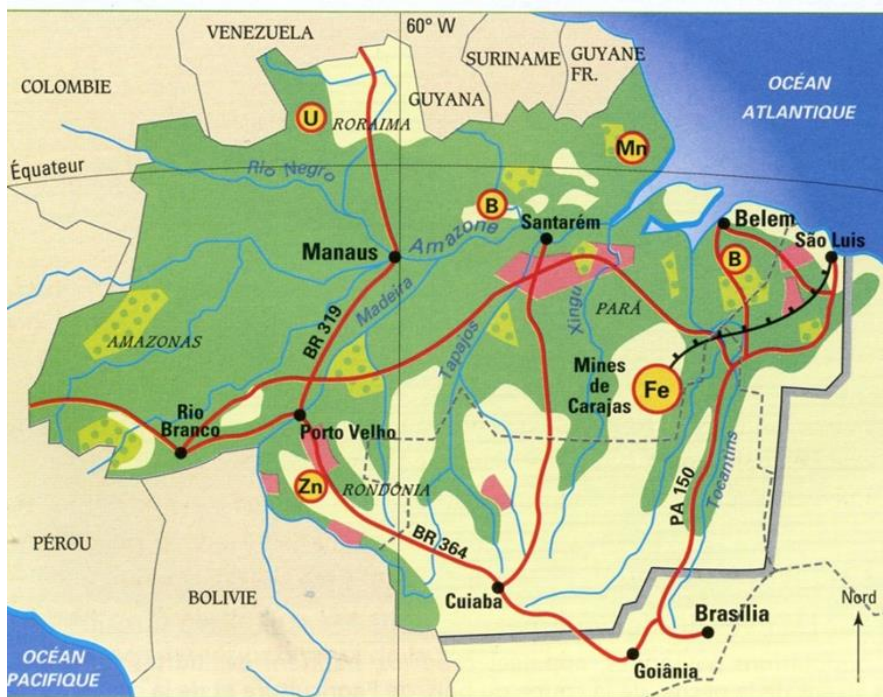 VENEZUELA
60° W
SURINAME
GUYANE
FR.
COLOMBIE
GUYANA
OCÉAN
ATLANTIQUE
U
RORAIMA
Mn
Équateur
Rio Negro
B
Santarém
Belem
Manaus
Amazone
São Luis
B
Madeira
Xingu
PARÁ
AMAZONAS
BR 319
Tapajos
Mines
de
Carajas
Fe
Rio
Branco
Porto Velho
Zn
RONDONIA
PA 150
Tocantins
PÉROU
BR 364
BOLIVIE
Cuiaba
Brasília
Nord
Goiânia
OCÉAN
PACIFIQUE